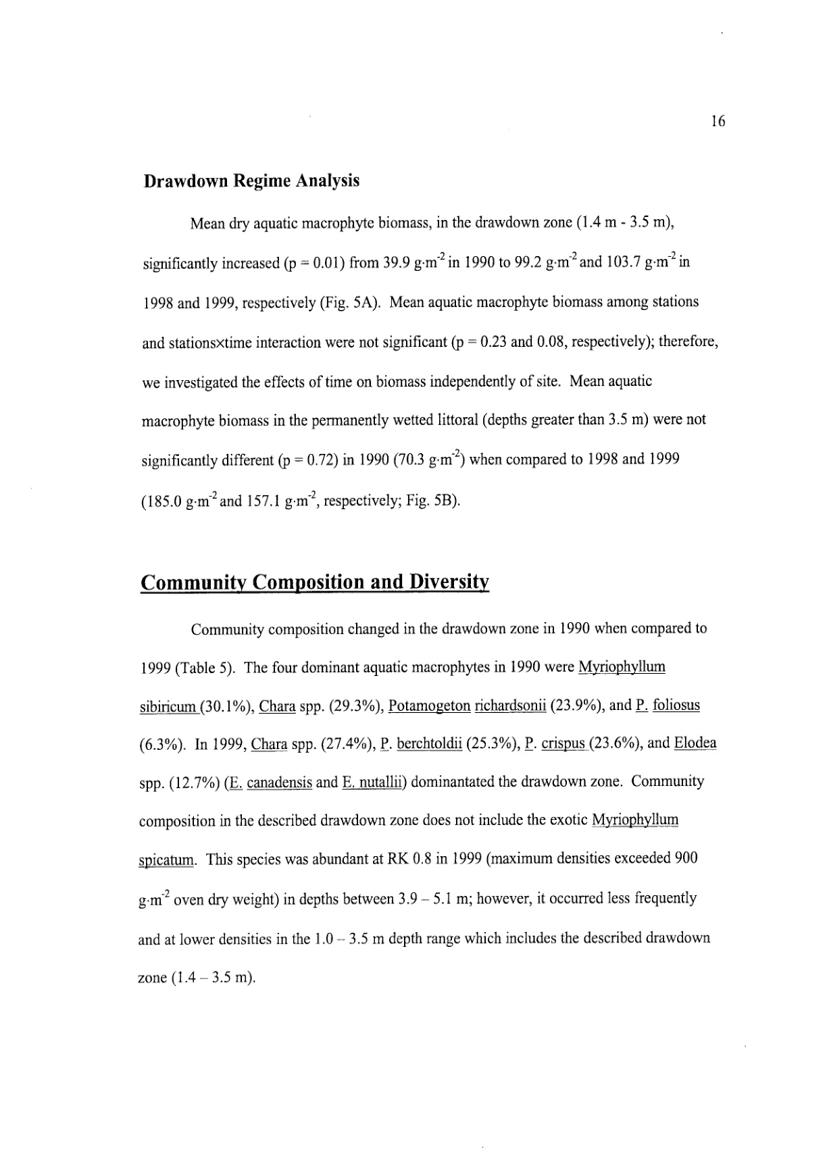 16
Drawdown Regime Analysis
Mean dry aquatic macrophyte biomass, in the drawdown zone (1.4 m - 3.5 m),
significantly increased (p = 0.01) from 39.9 g·m⁻² in 1990 to 99.2 g·m⁻² and 103.7 g·m⁻² in
1998 and 1999, respectively (Fig. 5A). Mean aquatic macrophyte biomass among stations
and stations×time interaction were not significant (p = 0.23 and 0.08, respectively); therefore,
we investigated the effects of time on biomass independently of site. Mean aquatic
macrophyte biomass in the permanently wetted littoral (depths greater than 3.5 m) were not
significantly different (p = 0.72) in 1990 (70.3 g·m⁻²) when compared to 1998 and 1999
(185.0 g·m⁻² and 157.1 g·m⁻², respectively; Fig. 5B).
Community Composition and Diversity
Community composition changed in the drawdown zone in 1990 when compared to
1999 (Table 5). The four dominant aquatic macrophytes in 1990 were Myriophyllum
sibiricum (30.1%), Chara spp. (29.3%), Potamogeton richardsonii (23.9%), and P. foliosus
(6.3%). In 1999, Chara spp. (27.4%), P. berchtoldii (25.3%), P. crispus (23.6%), and Elodea
spp. (12.7%) (E. canadensis and E. nutallii) dominantated the drawdown zone. Community
composition in the described drawdown zone does not include the exotic Myriophyllum
spicatum. This species was abundant at RK 0.8 in 1999 (maximum densities exceeded 900
g·m⁻² oven dry weight) in depths between 3.9 – 5.1 m; however, it occurred less frequently
and at lower densities in the 1.0 – 3.5 m depth range which includes the described drawdown
zone (1.4 – 3.5 m).